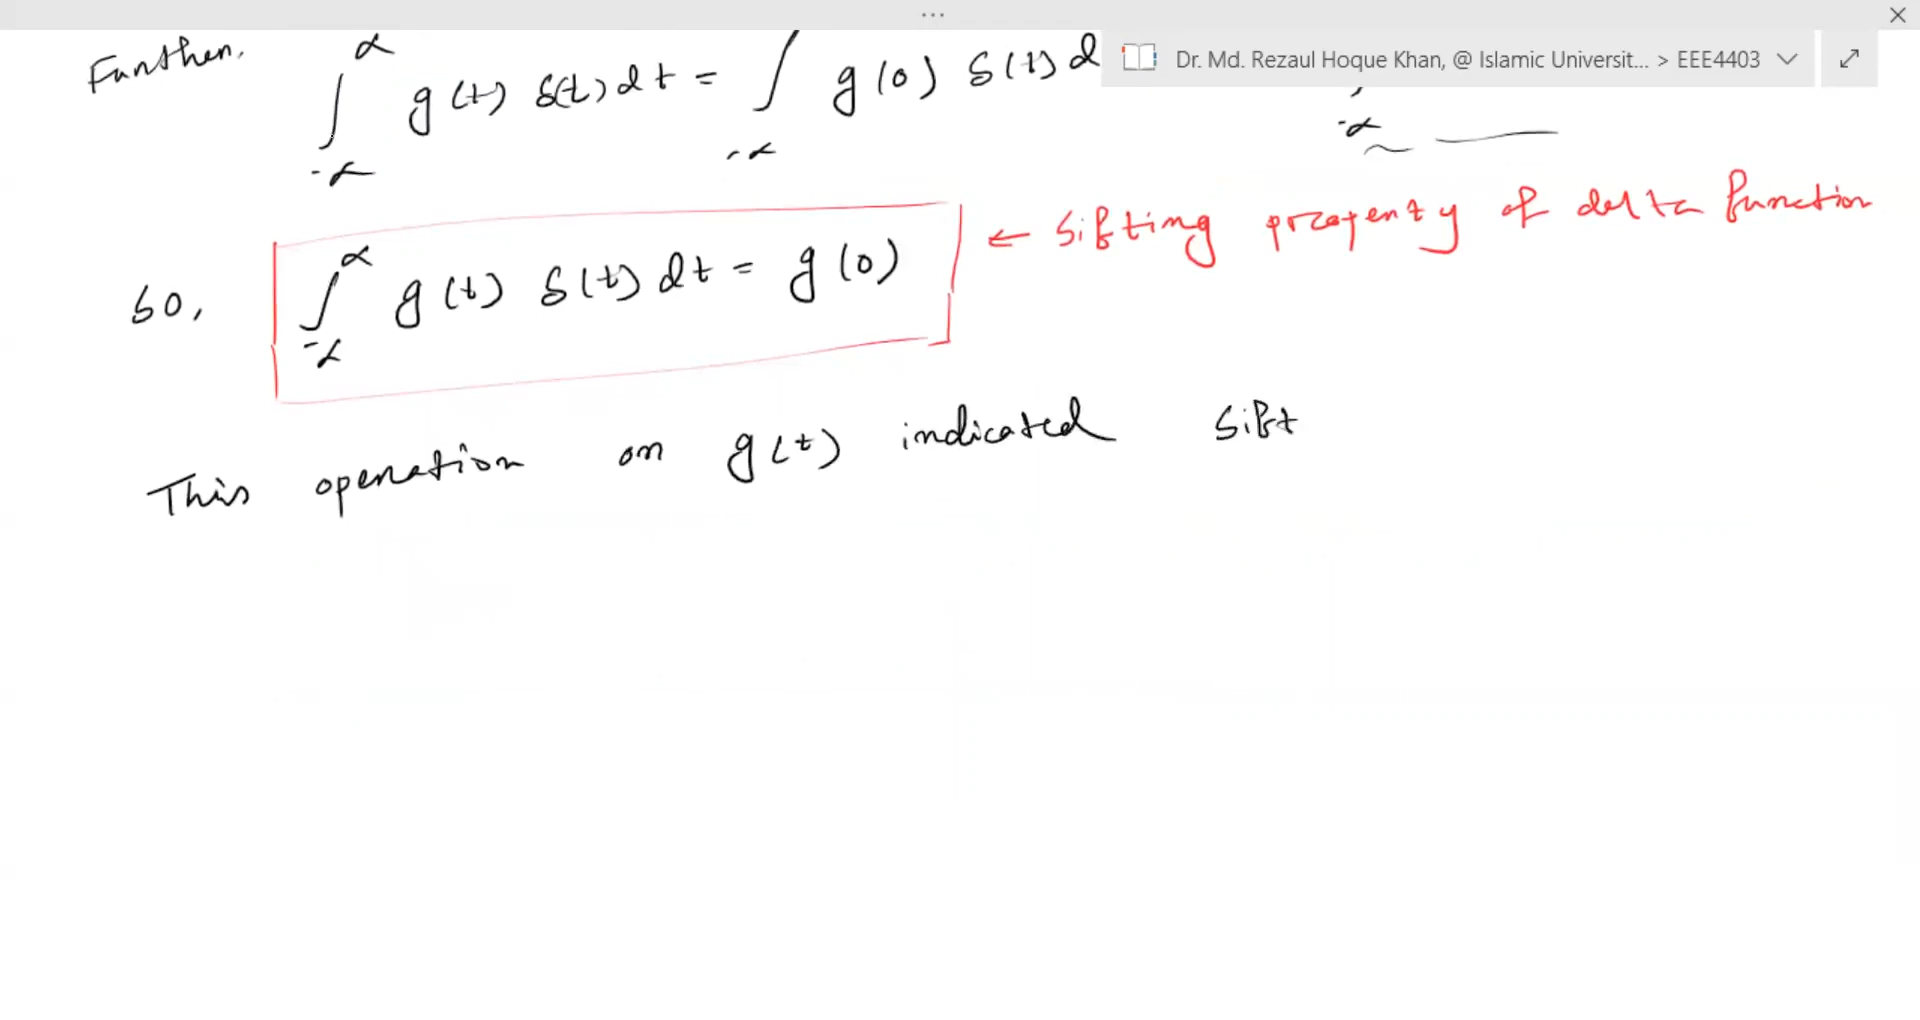 ...
Dr. Md. Rezaul Hoque Khan, @ Islamic Universit... > EEE4403
Further,
∫_{-∞}^{∞} g(t) δ(t) dt = ∫_{-∞} g(0) δ(t) d
-∞
So, ∫_{-∞}^{∞} g(t) δ(t) dt = g(0) ← Sifting property of delta function
This operation on g(t) indicated Sift